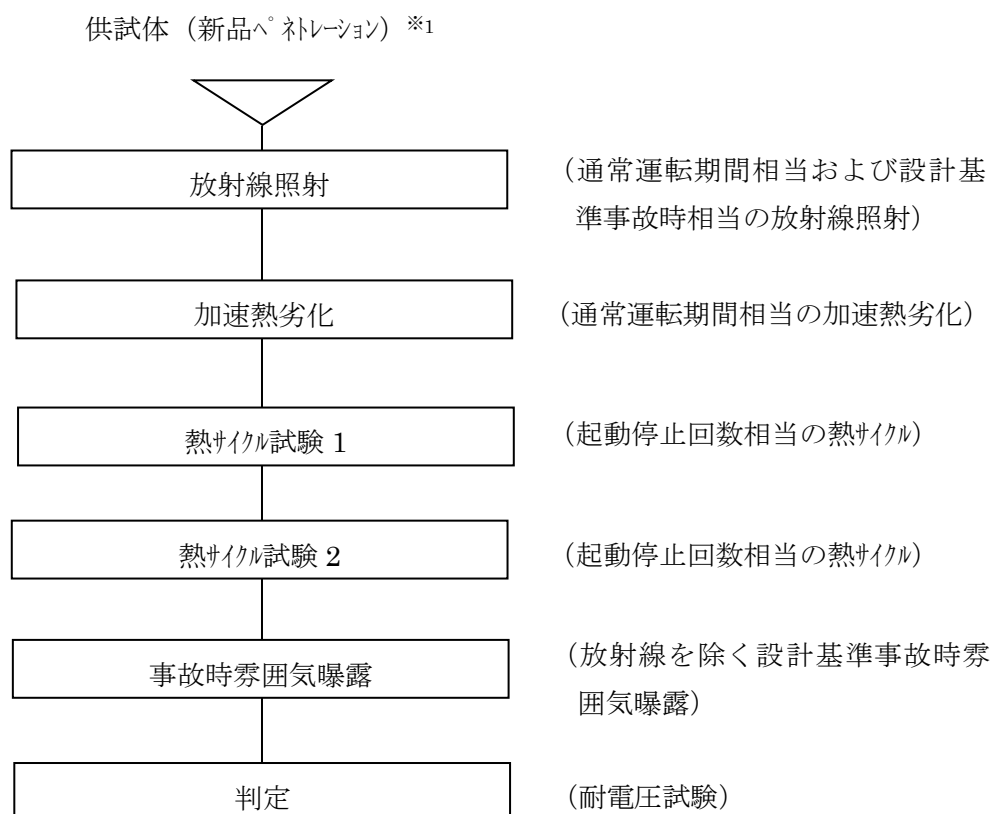 供試体（新品ﾍﾟﾈﾄﾚｰｼｮﾝ）※1
放射線照射
（通常運転期間相当および設計基
準事故時相当の放射線照射）
加速熱劣化
（通常運転期間相当の加速熱劣化）
熱ｻｲｸﾙ試験 1
（起動停止回数相当の熱ｻｲｸﾙ）
熱ｻｲｸﾙ試験 2
（起動停止回数相当の熱ｻｲｸﾙ）
事故時雰囲気曝露
（放射線を除く設計基準事故時雰
囲気曝露）
判定
（耐電圧試験）